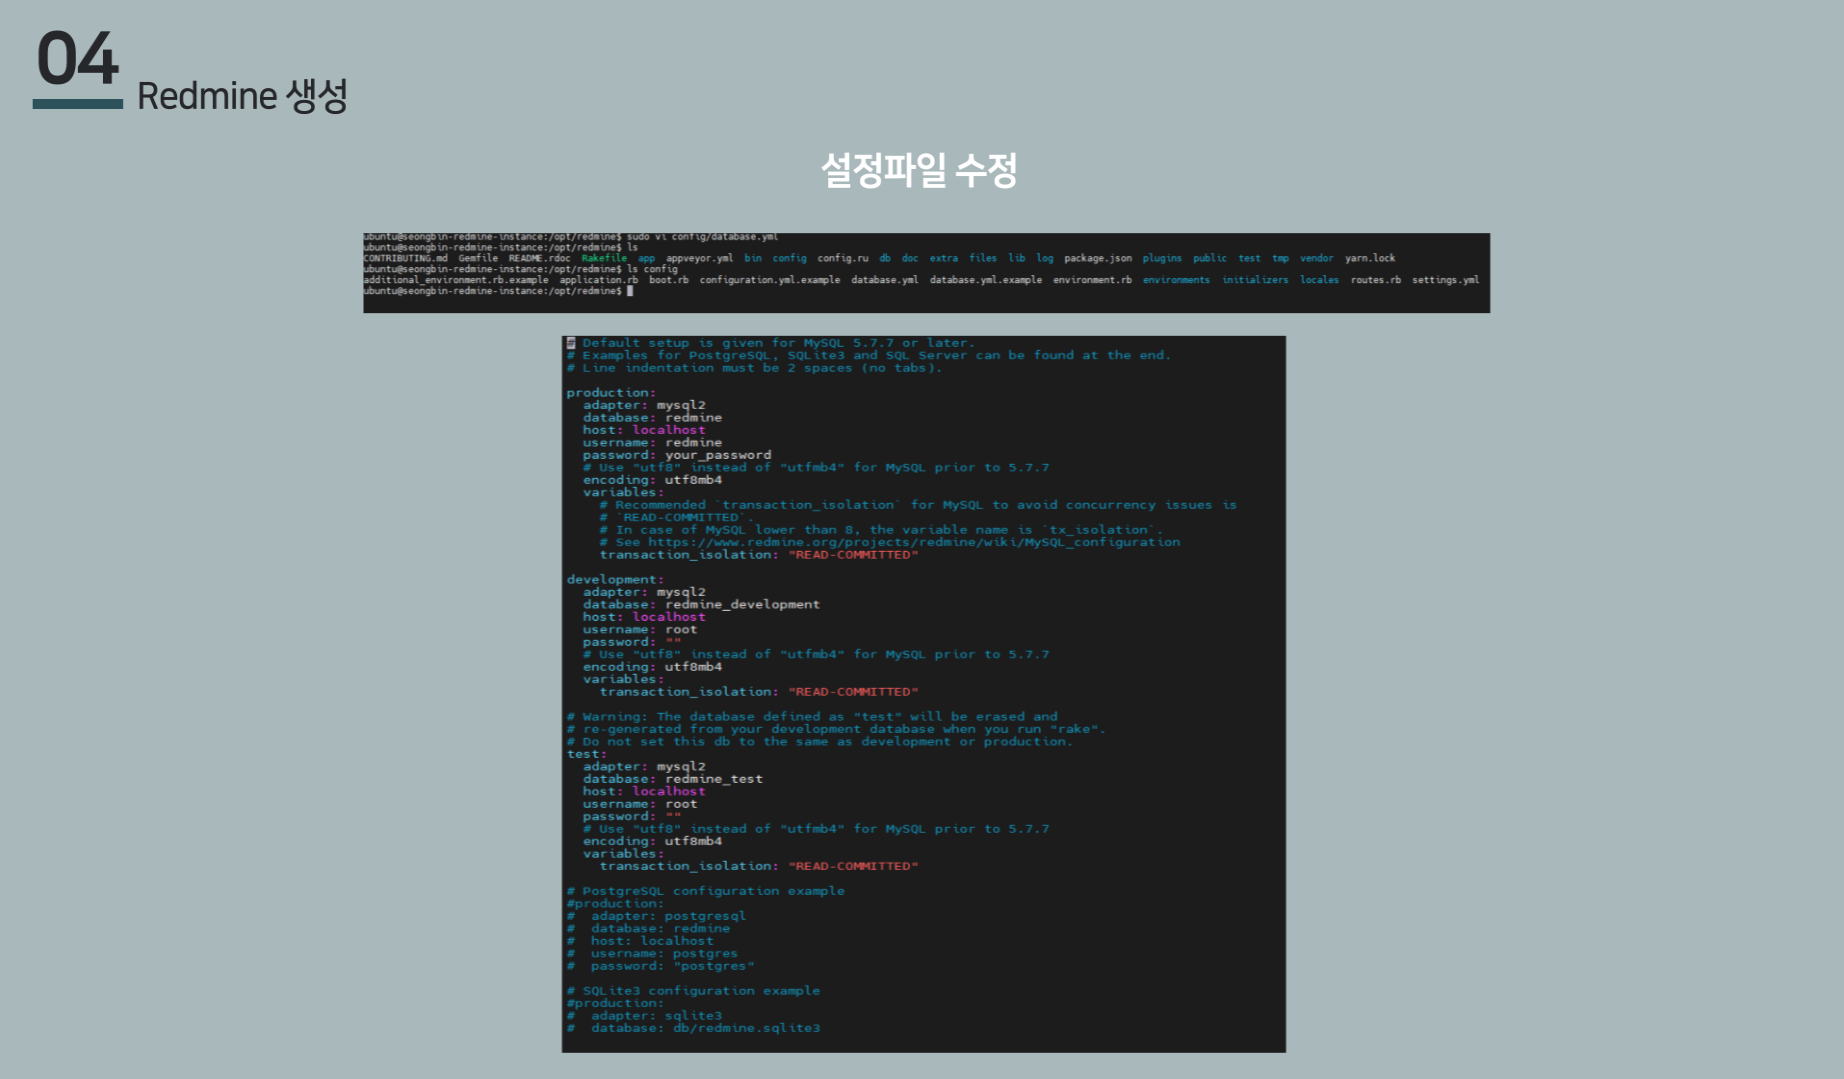 04
Redmine 생성
설정파일 수정
ubuntu@seongbin-redmine-instance:/opt/redmine$ sudo vi config/database.yml
ubuntu@seongbin-redmine-instance:/opt/redmine$ ls
CONTRIBUTING.md  Gemfile  README.rdoc  Rakefile  app  appveyor.yml  bin  config  config.ru  db  doc  extra  files  lib  log  package.json  plugins  public  test  tmp  vendor  yarn.lock
ubuntu@seongbin-redmine-instance:/opt/redmine$ ls config
additional_environment.rb.example  application.rb  boot.rb  configuration.yml.example  database.yml  database.yml.example  environment.rb  environments  initializers  locales  routes.rb  settings.yml
ubuntu@seongbin-redmine-instance:/opt/redmine$
# Default setup is given for MySQL 5.7.7 or later.
# Examples for PostgreSQL, SQLite3 and SQL Server can be found at the end.
# Line indentation must be 2 spaces (no tabs).
production:
  adapter: mysql2
  database: redmine
  host: localhost
  username: redmine
  password: your_password
  # Use "utf8" instead of "utfmb4" for MySQL prior to 5.7.7
  encoding: utf8mb4
  variables:
    # Recommended `transaction_isolation` for MySQL to avoid concurrency issues is
    # `READ-COMMITTED`.
    # In case of MySQL lower than 8, the variable name is `tx_isolation`.
    # See https://www.redmine.org/projects/redmine/wiki/MySQL_configuration
    transaction_isolation: "READ-COMMITTED"
development:
  adapter: mysql2
  database: redmine_development
  host: localhost
  username: root
  password: ""
  # Use "utf8" instead of "utfmb4" for MySQL prior to 5.7.7
  encoding: utf8mb4
  variables:
    transaction_isolation: "READ-COMMITTED"
# Warning: The database defined as "test" will be erased and
# re-generated from your development database when you run "rake".
# Do not set this db to the same as development or production.
test:
  adapter: mysql2
  database: redmine_test
  host: localhost
  username: root
  password: ""
  # Use "utf8" instead of "utfmb4" for MySQL prior to 5.7.7
  encoding: utf8mb4
  variables:
    transaction_isolation: "READ-COMMITTED"
# PostgreSQL configuration example
#production:
#  adapter: postgresql
#  database: redmine
#  host: localhost
#  username: postgres
#  password: "postgres"
# SQLite3 configuration example
#production:
#  adapter: sqlite3
#  database: db/redmine.sqlite3